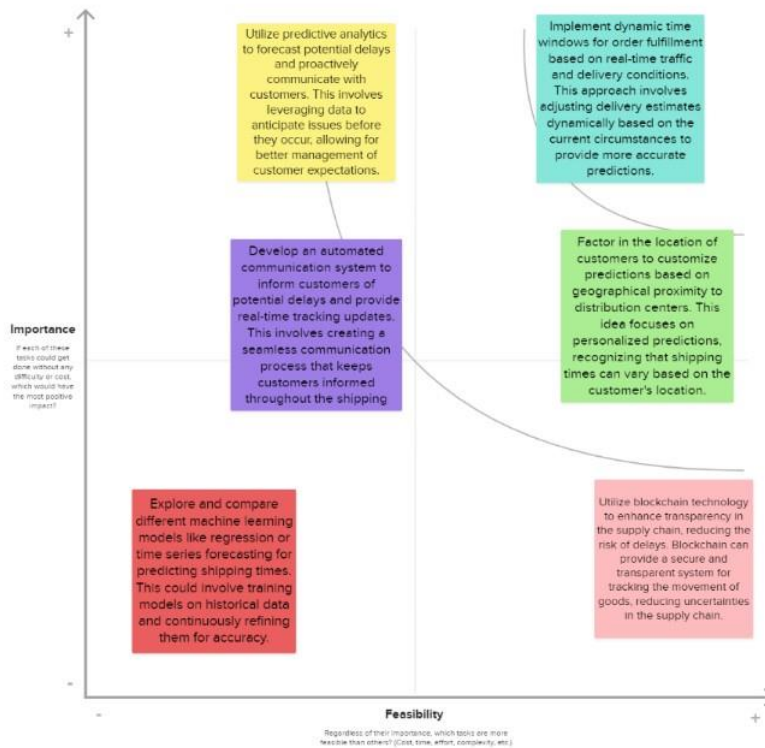 +
Utilize predictive analytics
to forecast potential delays
and proactively
communicate with
customers. This involves
leveraging data to
anticipate issues before
they occur, allowing for
better management of
customer expectations.
Implement dynamic time
windows for order fulfillment
based on real-time traffic
and delivery conditions.
This approach involves
adjusting delivery estimates
dynamically based on the
current circumstances to
provide more accurate
predictions.
Develop an automated
communication system to
inform customers of
potential delays and provide
real-time tracking updates.
This involves creating a
seamless communication
process that keeps
customers informed
throughout the shipping
Factor in the location of
customers to customize
predictions based on
geographical proximity to
distribution centers. This
idea focuses on
personalized predictions,
recognizing that shipping
times can vary based on the
customer's location.
Importance
If each of these
tasks could get
done without any
difficulty or cost,
which would have
the most positive
impact?
Explore and compare
different machine learning
models like regression or
time series forecasting for
predicting shipping times.
This could involve training
models on historical data
and continuously refining
them for accuracy.
Utilize blockchain technology
to enhance transparency in
the supply chain, reducing
the risk of delays. Blockchain can
provide a secure and
transparent system for
tracking the movement of
goods, reducing uncertainties
in the supply chain.
-
-
Feasibility
+
Regardless of their importance, which tasks are more
feasible than others? (Cost, time, effort, complexity, etc.)